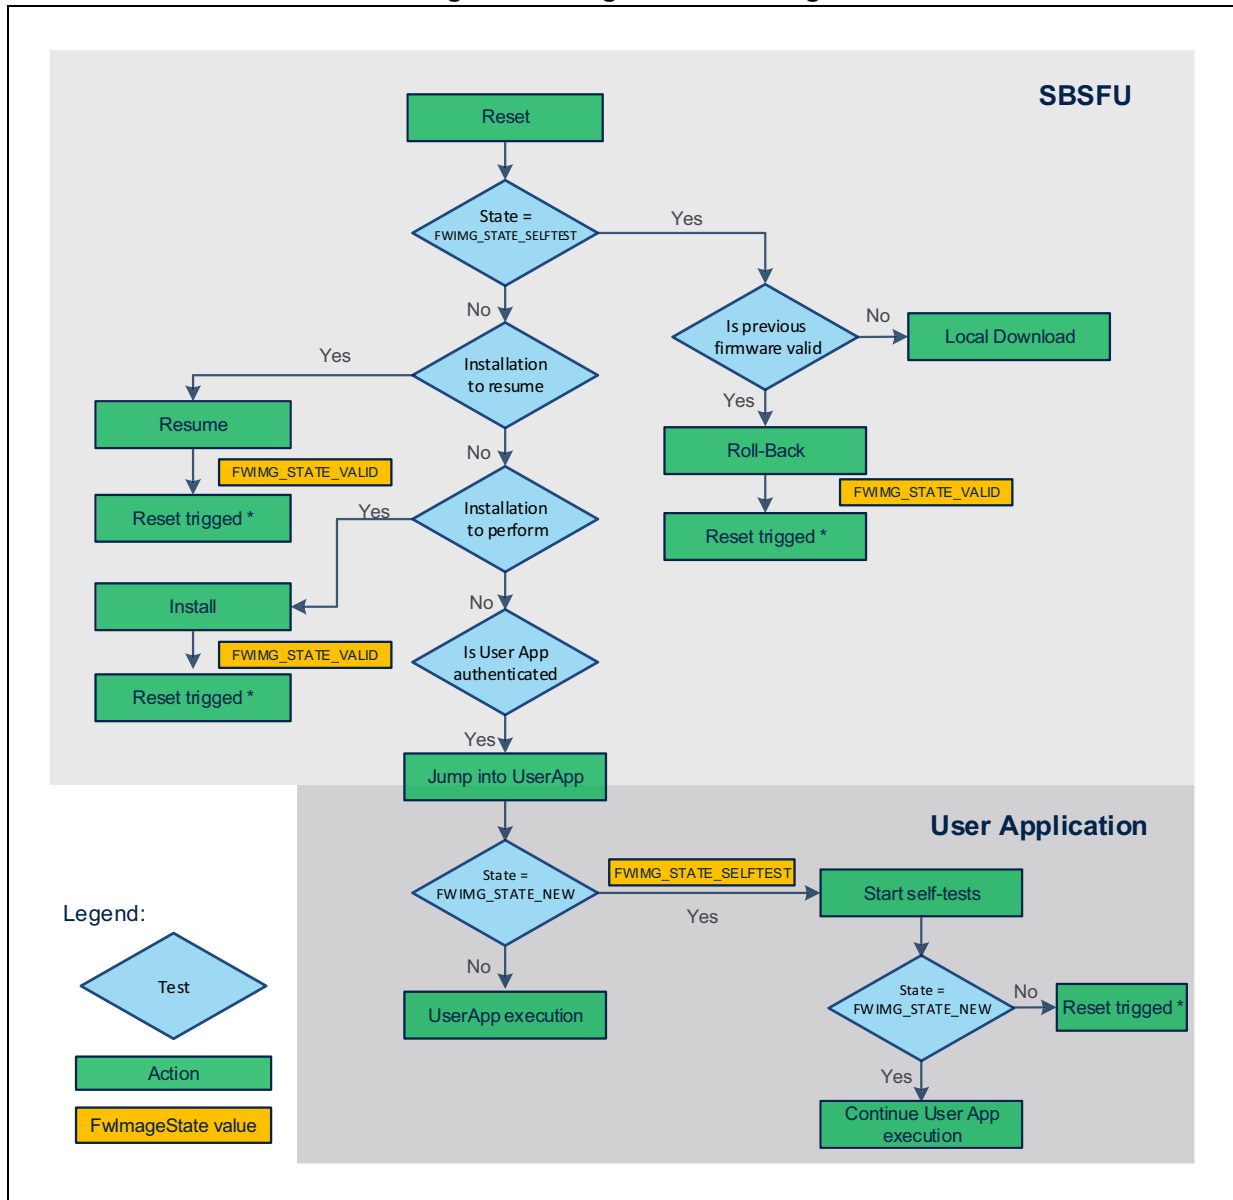 SBSFU
Reset
State =
FWIMG_STATE_SELFTEST
Yes
No
Is previous
firmware valid
No
Local Download
Yes
Installation
to resume
Yes
Resume
Roll-Back
No
FWIMG_STATE_VALID
FWIMG_STATE_VALID
Reset trigged *
Installation
to perform
Yes
Reset trigged *
Install
No
FWIMG_STATE_VALID
Is User App
authenticated
Reset trigged *
Yes
Jump into UserApp
User Application
State =
FWIMG_STATE_NEW
FWIMG_STATE_SELFTEST
Start self-tests
Yes
Legend:
No
Test
State =
FWIMG_STATE_NEW
No
Reset trigged *
UserApp execution
Action
Yes
Continue User App
execution
FwImageState value